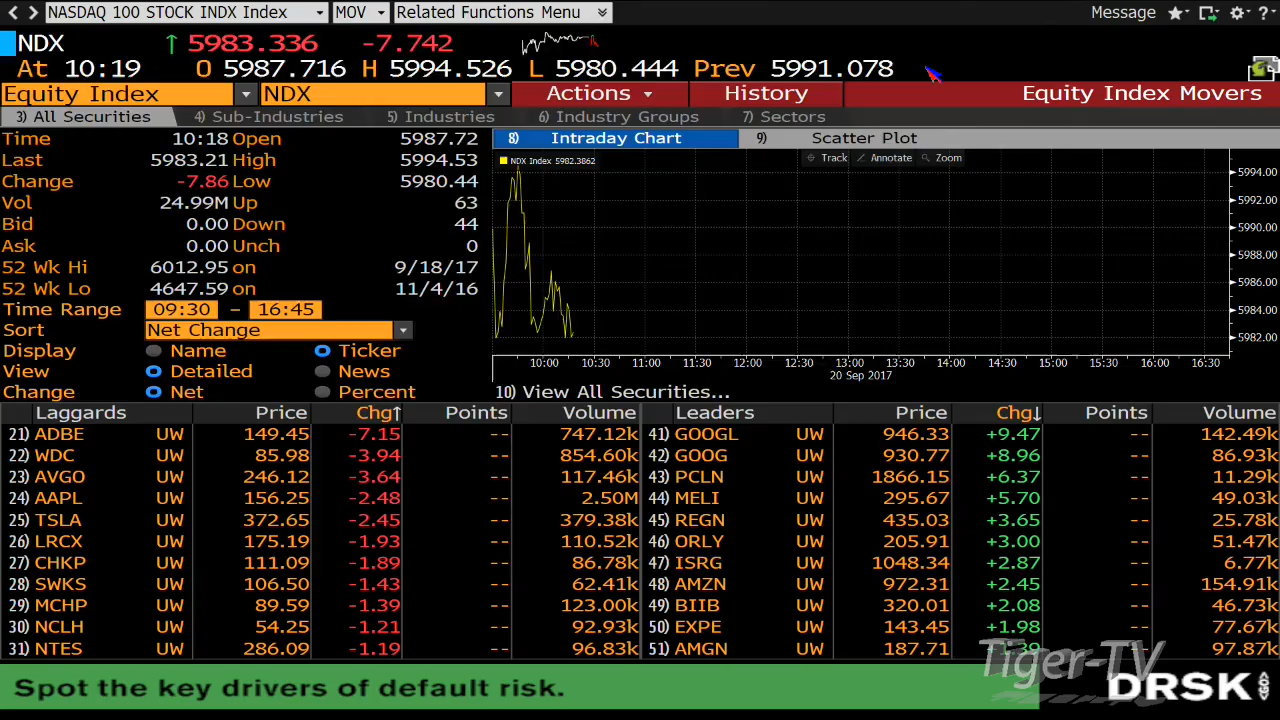 NASDAQ 100 STOCK INDX Index MOV Related Functions Menu Message ?
NDX 5983.336 -7.742
At 10:19 O 5987.716 H 5994.526 L 5980.444 Prev 5991.078
Equity Index NDX Actions History Equity Index Movers
3) All Securities 4) Sub-Industries 5) Industries 6) Industry Groups 7) Sectors
Time 10:18 Open 5987.72
Last 5983.21 High 5994.53
Change -7.86 Low 5980.44
Vol 24.99M Up 63
Bid 0.00 Down 44
Ask 0.00 Unch 0
52 Wk Hi 6012.95 on 9/18/17
52 Wk Lo 4647.59 on 11/4/16
Time Range 09:30 - 16:45
Sort Net Change
Display Name Ticker
View Detailed News
Change Net Percent
8) Intraday Chart 9) Scatter Plot
NDX Index 5982.3862 Track Annotate Zoom
5994.00
5992.00
5990.00
5988.00
5986.00
5984.00
5982.00
10:00 10:30 11:00 11:30 12:00 12:30 13:00 13:30 14:00 14:30 15:00 15:30 16:00 16:30
20 Sep 2017
10) View All Securities...
Laggards Price Chg↑ Points Volume Leaders Price Chg↓ Points Volume
21) ADBE UW 149.45 -7.15 -- 747.12k 41) GOOGL UW 946.33 +9.47 -- 142.49k
22) WDC UW 85.98 -3.94 -- 854.60k 42) GOOG UW 930.77 +8.96 -- 86.93k
23) AVGO UW 246.12 -3.64 -- 117.46k 43) PCLN UW 1866.15 +6.37 -- 11.29k
24) AAPL UW 156.25 -2.48 -- 2.50M 44) MELI UW 295.67 +5.70 -- 49.03k
25) TSLA UW 372.65 -2.45 -- 379.38k 45) REGN UW 435.03 +3.65 -- 25.78k
26) LRCX UW 175.19 -1.93 -- 110.52k 46) ORLY UW 205.91 +3.00 -- 51.47k
27) CHKP UW 111.09 -1.89 -- 86.78k 47) ISRG UW 1048.34 +2.87 -- 6.77k
28) SWKS UW 106.50 -1.43 -- 62.41k 48) AMZN UW 972.31 +2.45 -- 154.91k
29) MCHP UW 89.59 -1.39 -- 123.00k 49) BIIB UW 320.01 +2.08 -- 46.73k
30) NCLH UW 54.25 -1.21 -- 92.93k 50) EXPE UW 143.45 +1.98 -- 77.67k
31) NTES UW 286.09 -1.19 -- 96.83k 51) AMGN UW 187.71 +1.39 -- 97.87k
Tiger-TV
Spot the key drivers of default risk. DRSK <GO>